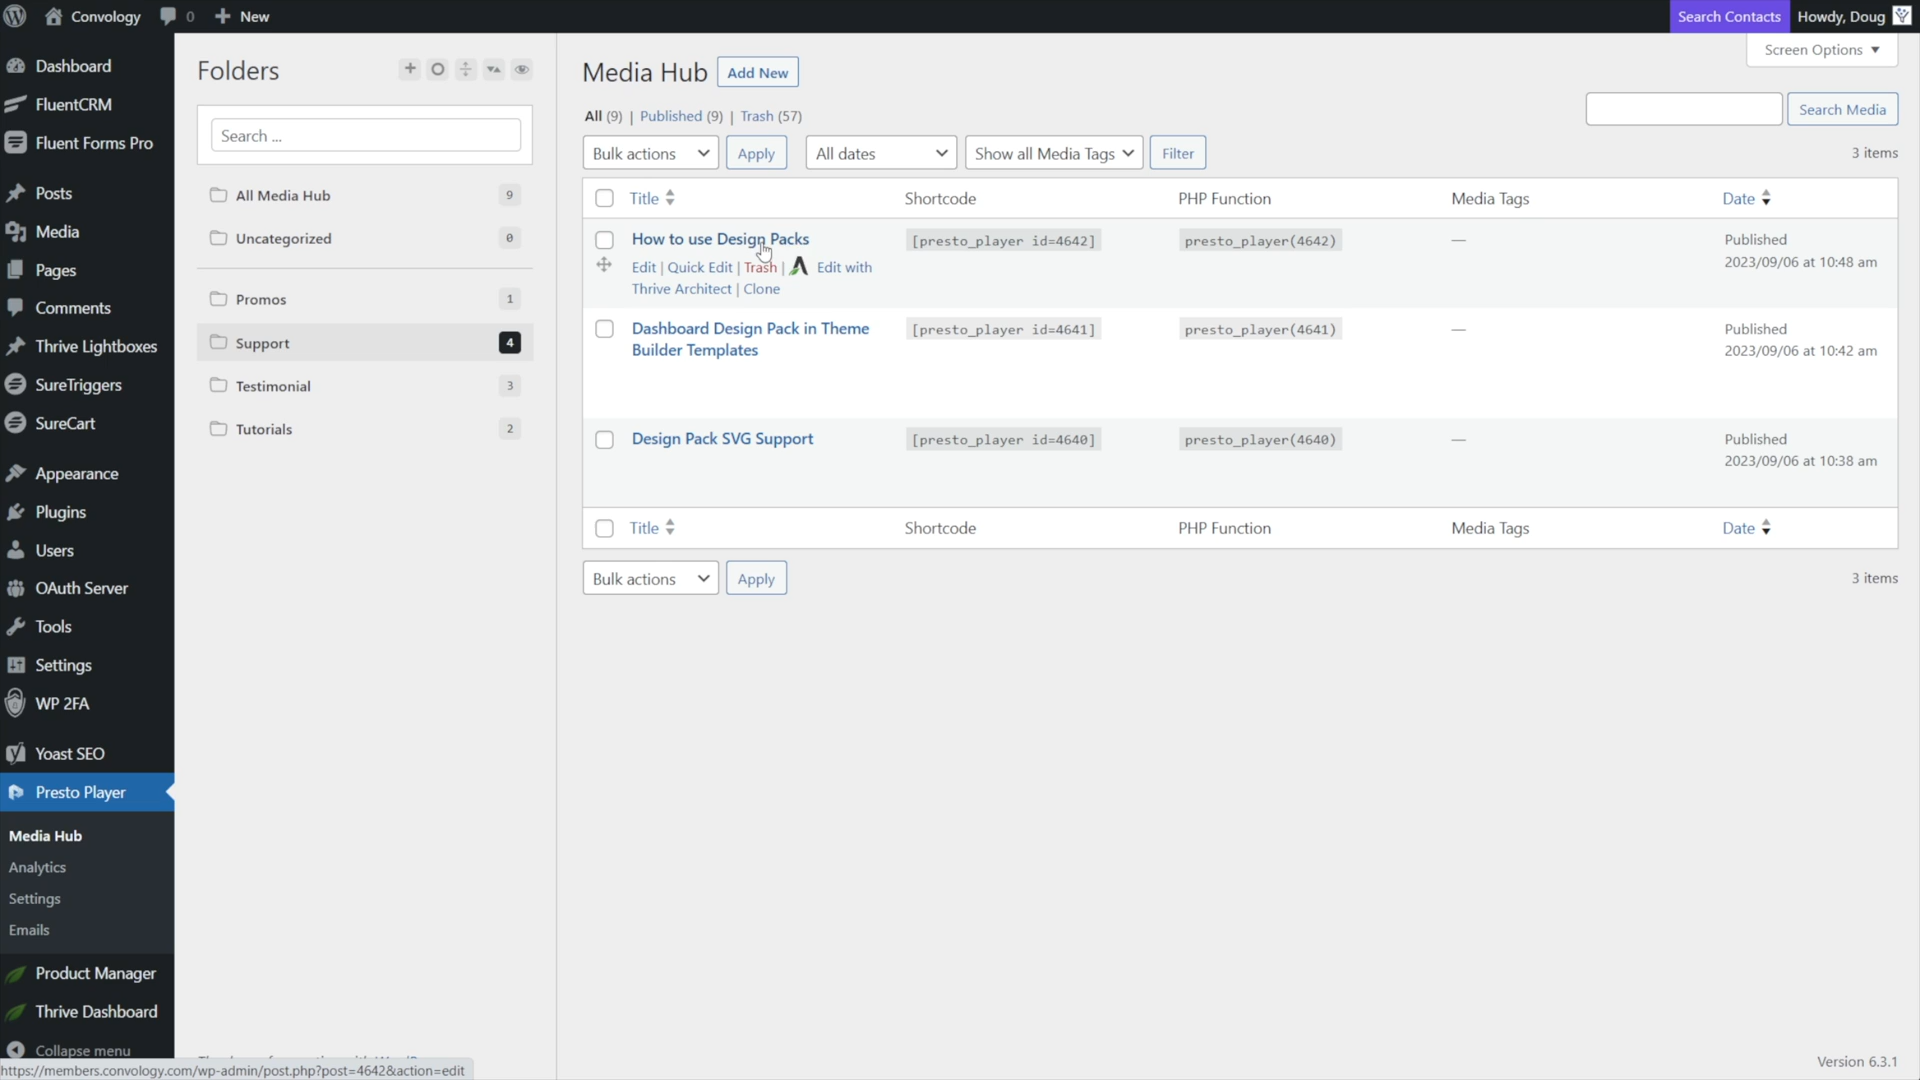 Convology
0
New
Search Contacts
Howdy, Doug
Dashboard
FluentCRM
Fluent Forms Pro
Posts
Media
Pages
Comments
Thrive Lightboxes
SureTriggers
SureCart
Appearance
Plugins
Users
OAuth Server
Tools
Settings
WP 2FA
Yoast SEO
Presto Player
Media Hub
Analytics
Settings
Emails
Product Manager
Thrive Dashboard
Collapse menu
Folders
Search ...
All Media Hub 9
Uncategorized 0
Promos 1
Support 4
Testimonial 3
Tutorials 2
Screen Options
Media Hub Add New
All (9) | Published (9) | Trash (57)
Search Media
Bulk actions Apply All dates Show all Media Tags Filter 3 items
Title Shortcode PHP Function Media Tags Date
How to use Design Packs [presto_player id=4642] presto_player(4642) — Published
2023/09/06 at 10:48 am
Edit | Quick Edit | Trash | Edit with
Thrive Architect | Clone
Dashboard Design Pack in Theme [presto_player id=4641] presto_player(4641) — Published
Builder Templates 2023/09/06 at 10:42 am
Design Pack SVG Support [presto_player id=4640] presto_player(4640) — Published
2023/09/06 at 10:38 am
Title Shortcode PHP Function Media Tags Date
Bulk actions Apply 3 items
Version 6.3.1
https://members.convology.com/wp-admin/post.php?post=4642&action=edit